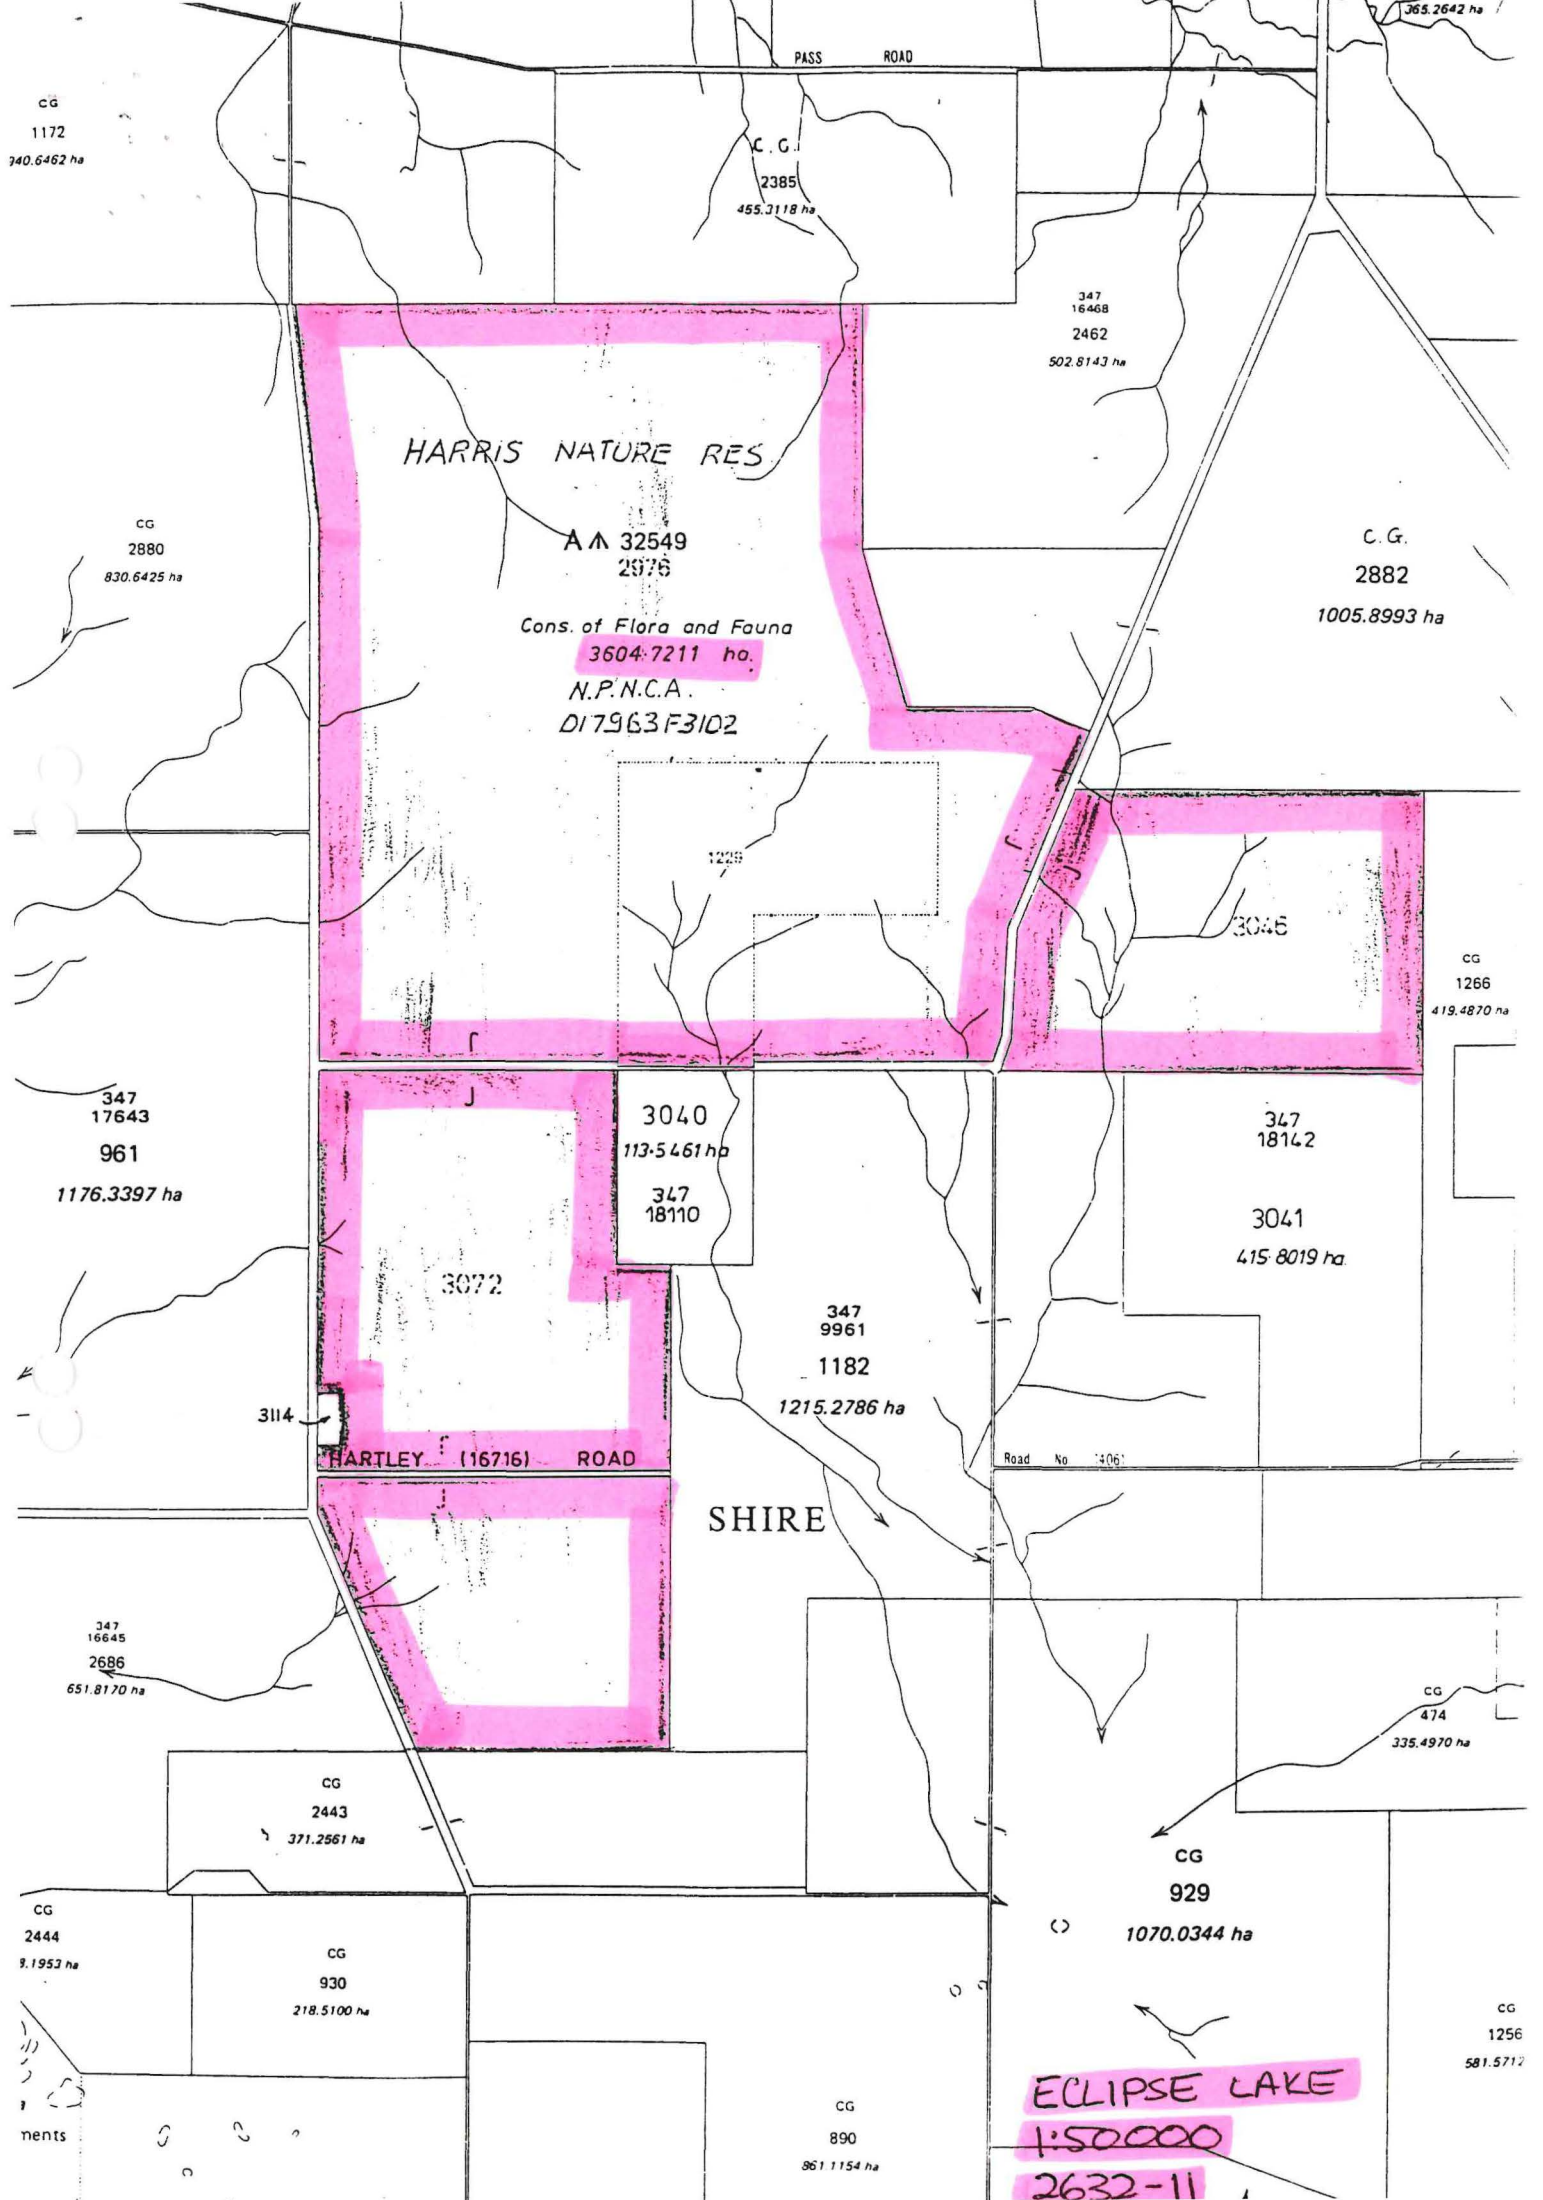 365.2642 ha
PASS ROAD
CG
1172
940.6462 ha
C. G.
2385
455.3118 ha
347
16468
2462
502.8143 ha
HARRIS NATURE RES
A 32549
2976
Cons. of Flora and Fauna
3604.7211 ha.
N.P.N.C.A.
D17963F3102
CG
2880
830.6425 ha
C. G.
2882
1005.8993 ha
1229
3046
CG
1266
419.4870 ha
347
17643
961
1176.3397 ha
3040
113.5461 ha
347
18110
347
18142
3041
415.8019 ha.
3072
347
9961
1182
1215.2786 ha
3114
HARTLEY (16716) ROAD
Road No
SHIRE
347
16645
2686
651.8170 ha
CG
474
335.4970 ha
CG
2443
371.2561 ha
CG
929
1070.0344 ha
CG
2444
CG
930
218.5100 ha
CG
1256
581.5712
CG
890
861.1154 ha
ments
ECLIPSE LAKE
1:50000
2632-11